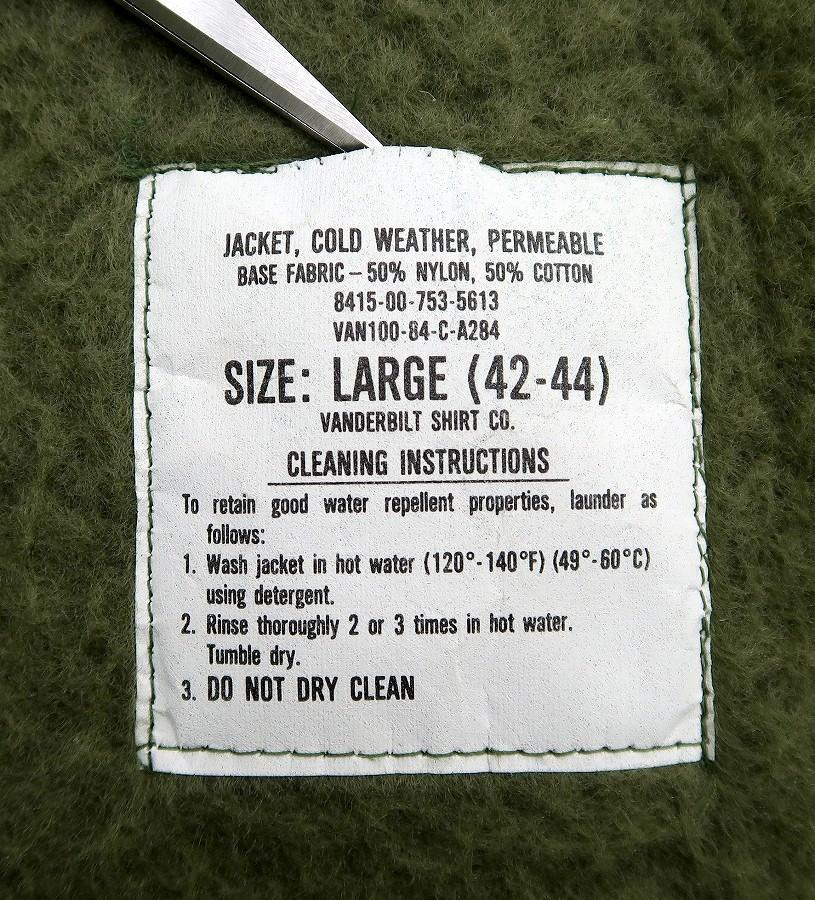 JACKET, COLD WEATHER, PERMEABLE
BASE FABRIC – 50% NYLON, 50% COTTON
8415-00-753-5613
VAN100-84-C-A284
SIZE: LARGE (42-44)
VANDERBILT SHIRT CO.
CLEANING INSTRUCTIONS
To retain good water repellent properties, launder as
follows:
1. Wash jacket in hot water (120°-140°F) (49°-60°C)
using detergent.
2. Rinse thoroughly 2 or 3 times in hot water.
Tumble dry.
3. DO NOT DRY CLEAN